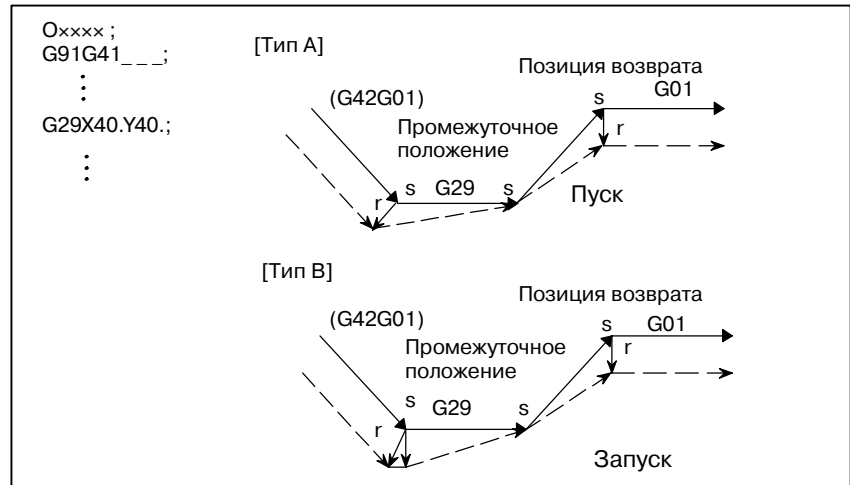 O×××× ;
G91G41_ _ _;
G29X40.Y40.;
[Тип A]
Позиция возврата
s G01
(G42G01)
r
Промежуточное
положение
s G29 s
r
Пуск
[Тип B]
Позиция возврата
(G42G01)
s G01
Промежуточное
r
положение
s G29 s
r
Запуск